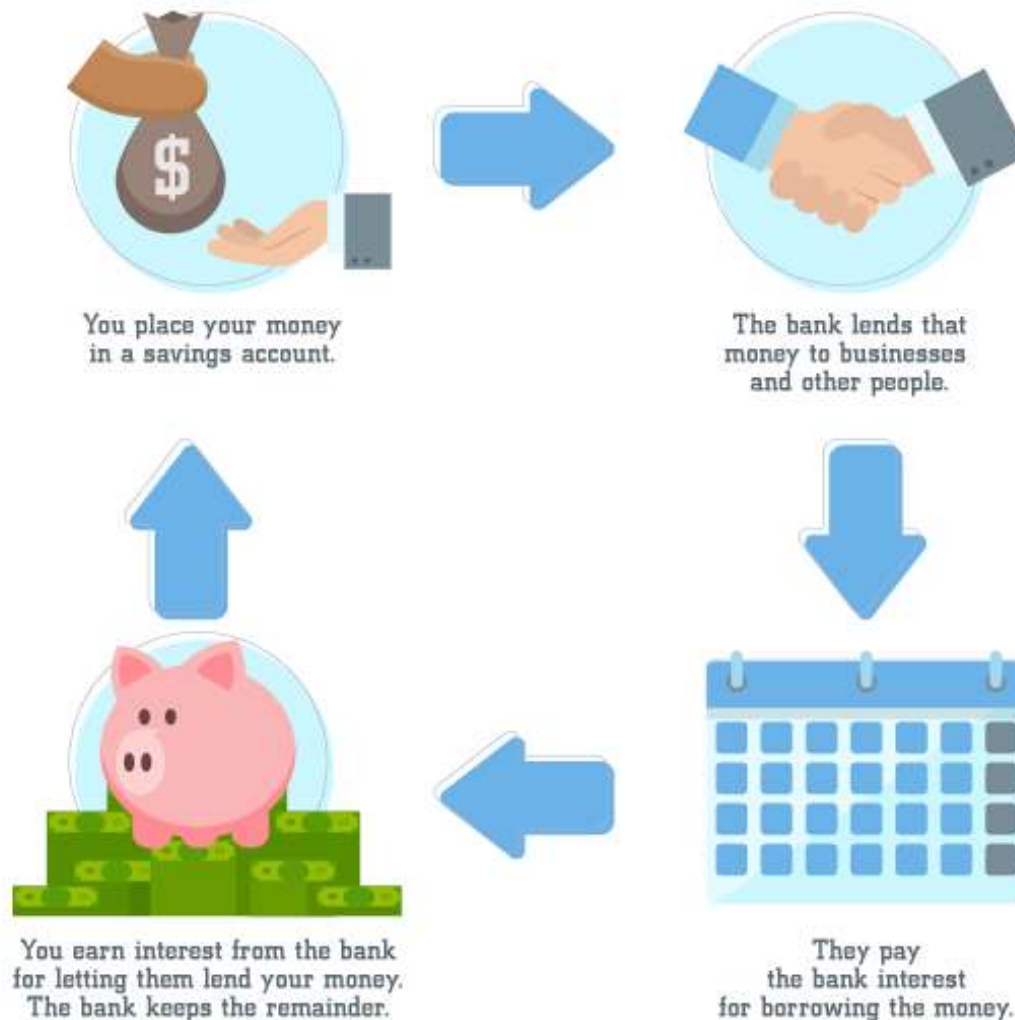 $
You place your money
in a savings account.
The bank lends that
money to businesses
and other people.
They pay
the bank interest
for borrowing the money.
You earn interest from the bank
for letting them lend your money.
The bank keeps the remainder.